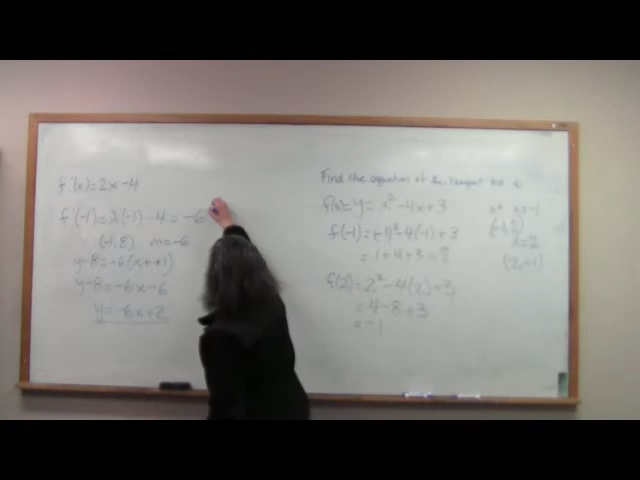 f'(x)=2x-4
f'(-1)=2(-1)-4=-6
(-1,8) m=-6
y-8=-6(x+1)
y-8=-6x-6
y=-6x+2
Find the equation of the tangent line
f(x)=y=x²-4x+3 at x=-1
f(-1)=(-1)²-4(-1)+3 (-1,8)
=1+4+3=8 x=2
(2,-1)
f(2)=2²-4(2)+3
=4-8+3
=-1